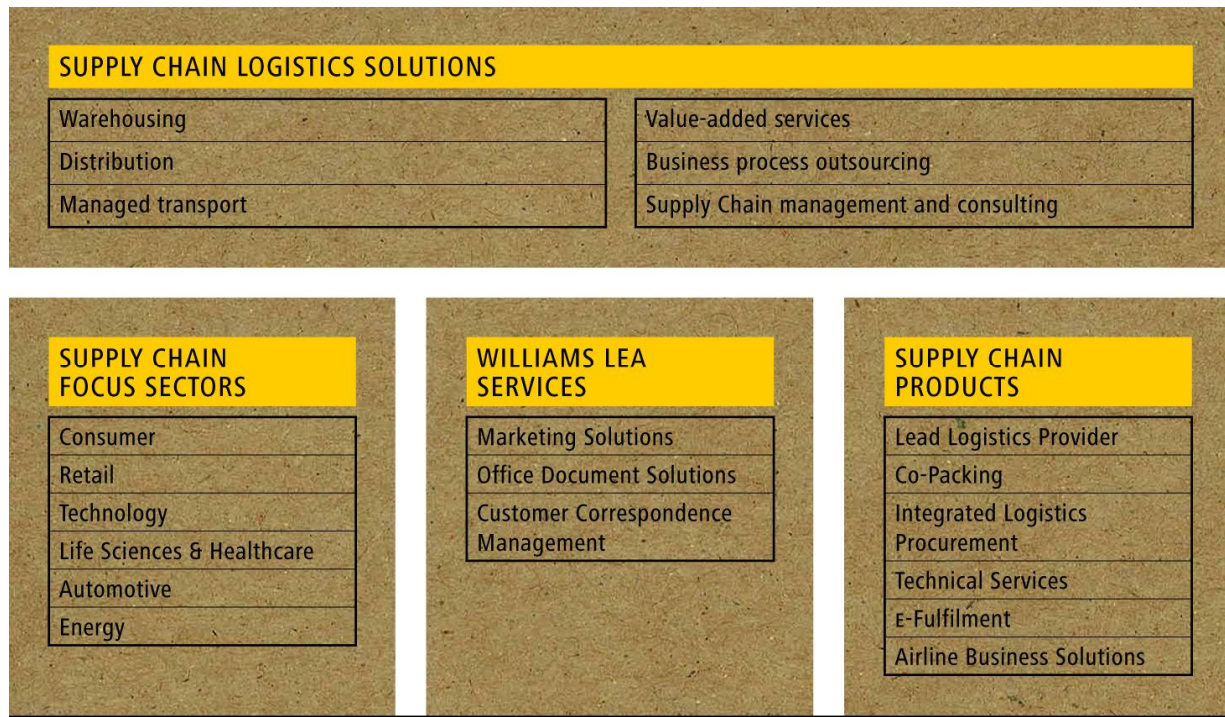 SUPPLY CHAIN LOGISTICS SOLUTIONS
Warehousing
Distribution
Managed transport
Value-added services
Business process outsourcing
Supply Chain management and consulting
SUPPLY CHAIN
FOCUS SECTORS
Consumer
Retail
Technology
Life Sciences & Healthcare
Automotive
Energy
WILLIAMS LEA
SERVICES
Marketing Solutions
Office Document Solutions
Customer Correspondence
Management
SUPPLY CHAIN
PRODUCTS
Lead Logistics Provider
Co-Packing
Integrated Logistics
Procurement
Technical Services
E-Fulfilment
Airline Business Solutions